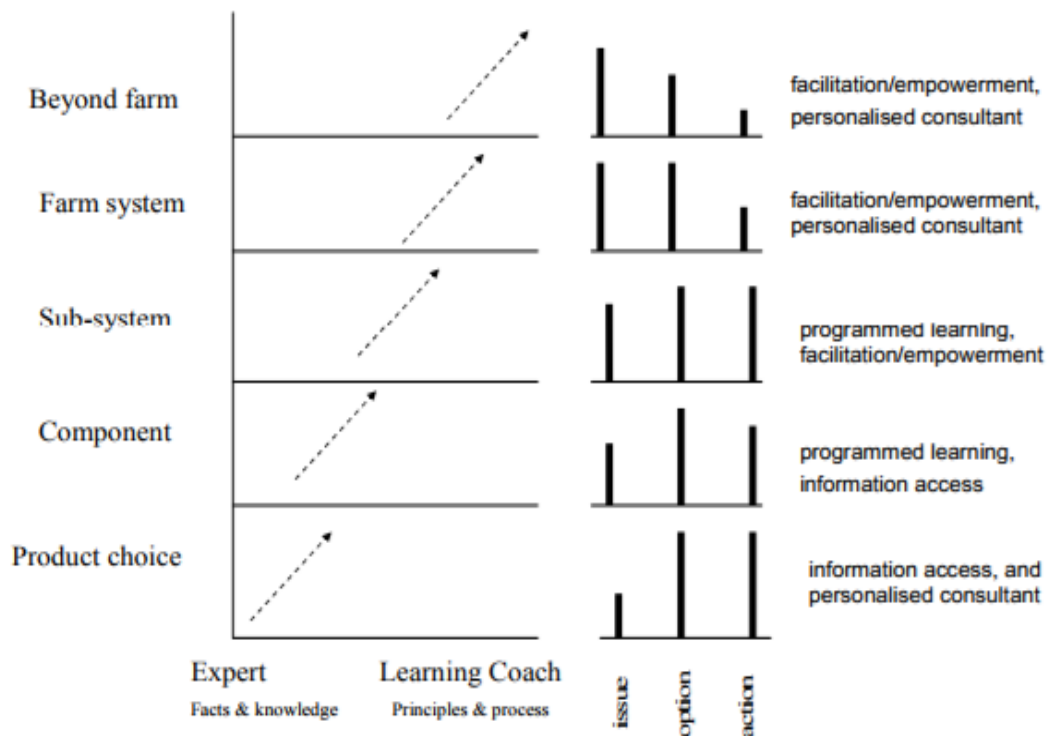 Beyond farm
facilitation/empowerment,
personalised consultant
Farm system
facilitation/empowerment,
personalised consultant
Sub-system
programmed learning,
facilitation/empowerment
Component
programmed learning,
information access
Product choice
information access, and
personalised consultant
Expert
Facts & knowledge
Learning Coach
Principles & process
issue
option
action